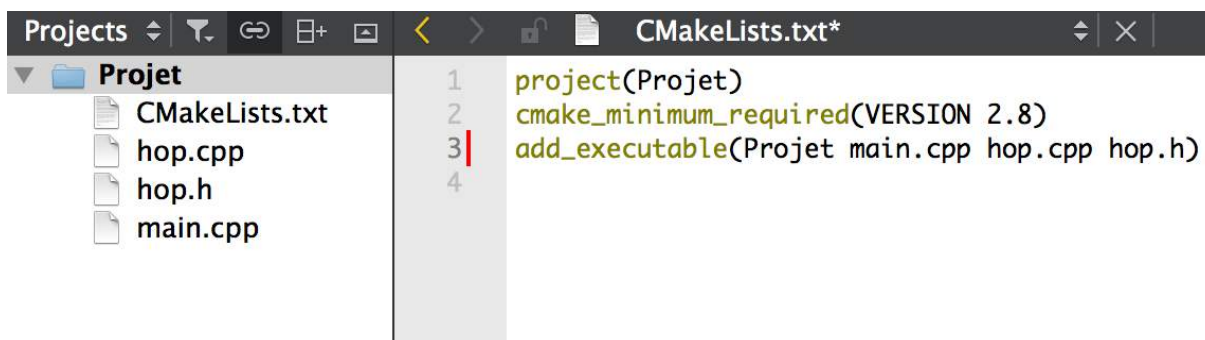 Projects
CMakeLists.txt*
Projet
CMakeLists.txt
hop.cpp
hop.h
main.cpp
1 project(Projet)
2 cmake_minimum_required(VERSION 2.8)
3 add_executable(Projet main.cpp hop.cpp hop.h)
4